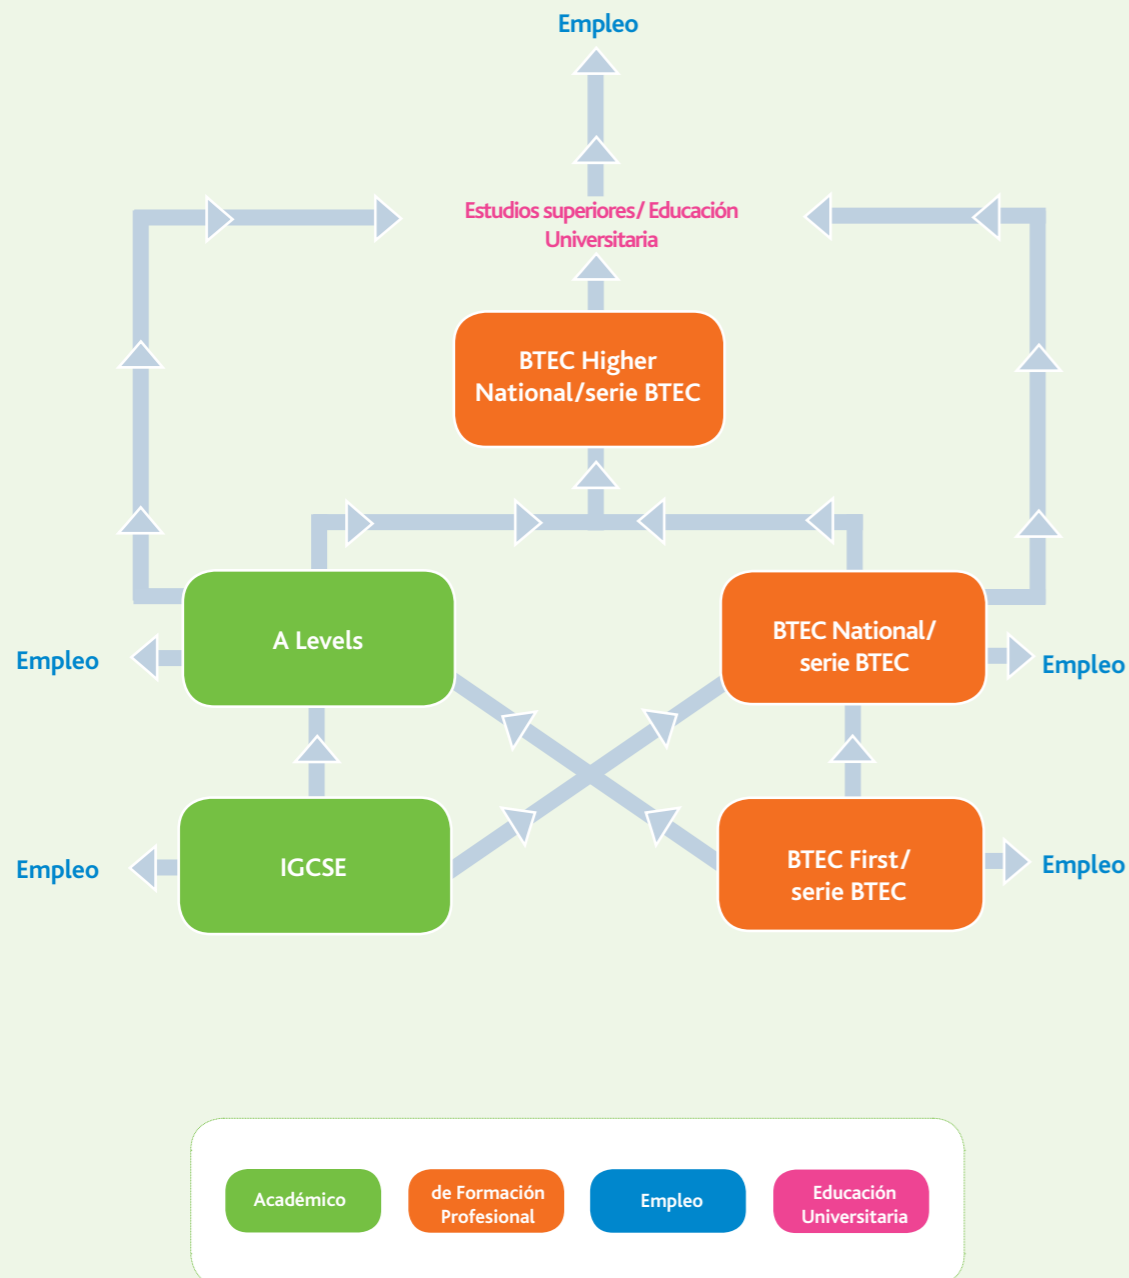 Empleo
Estudios superiores/ Educación
Universitaria
BTEC Higher
National/serie BTEC
A Levels
BTEC National/
serie BTEC
Empleo
Empleo
IGCSE
BTEC First/
serie BTEC
Empleo
Empleo
Académico
de Formación
Profesional
Empleo
Educación
Universitaria